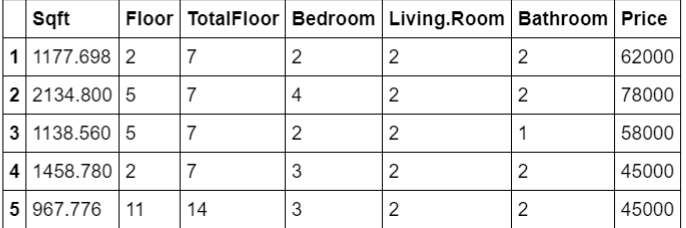 Sqft Floor TotalFloor Bedroom Living.Room Bathroom Price
1 1177.698 2 7 2 2 2 62000
2 2134.800 5 7 4 2 2 78000
3 1138.560 5 7 2 2 1 58000
4 1458.780 2 7 3 2 2 45000
5 967.776 11 14 3 2 2 45000